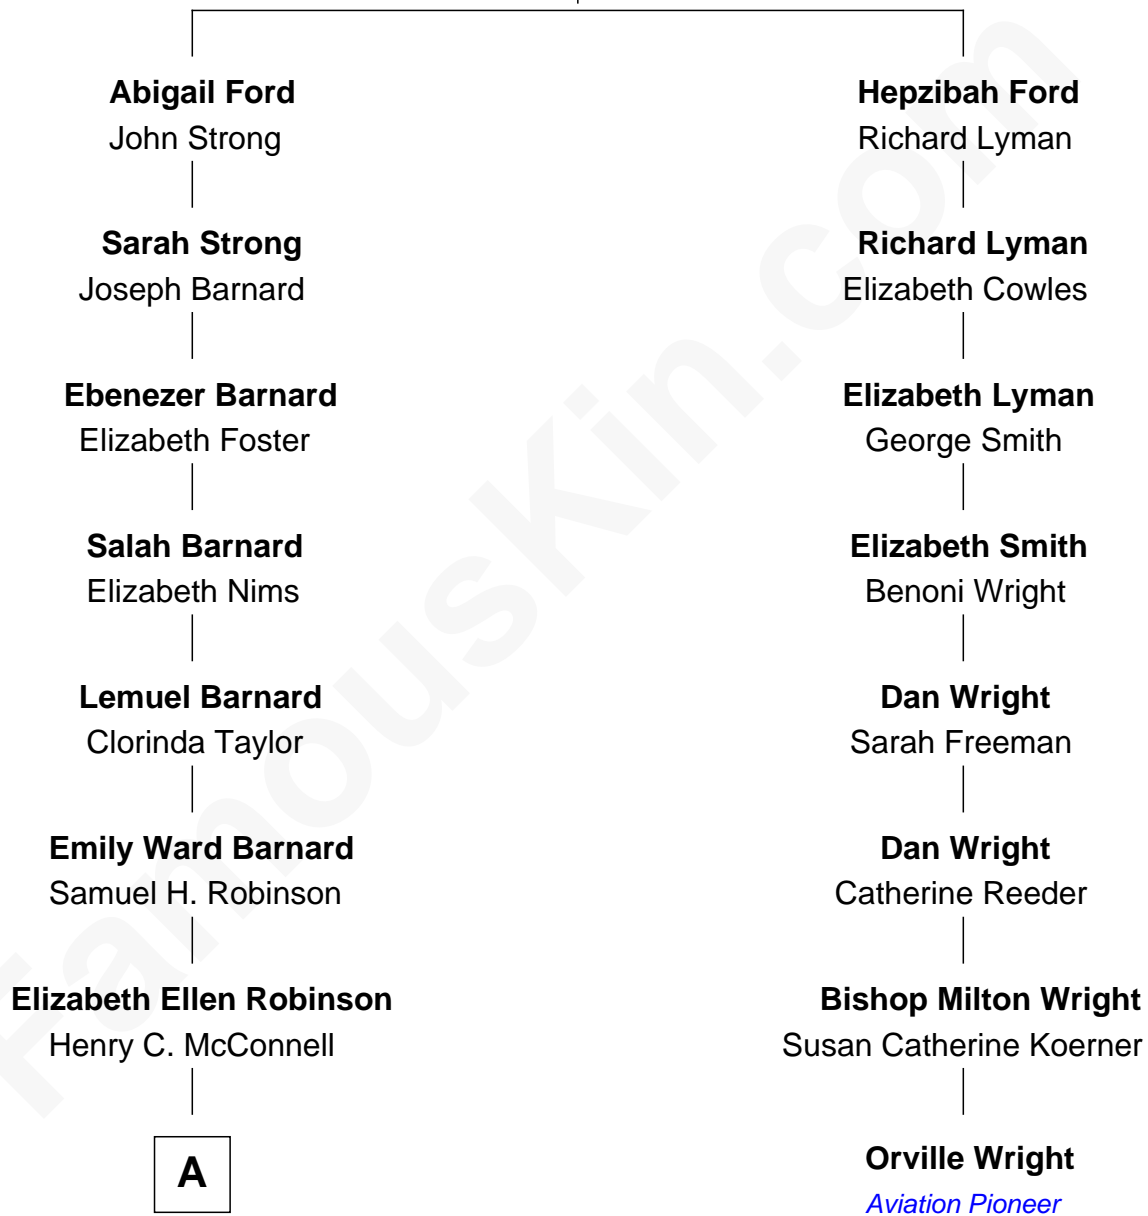 Abigail Ford
John Strong
Hepzibah Ford
Richard Lyman
Sarah Strong
Joseph Barnard
Richard Lyman
Elizabeth Cowles
Ebenezer Barnard
Elizabeth Foster
Elizabeth Lyman
George Smith
Salah Barnard
Elizabeth Nims
Elizabeth Smith
Benoni Wright
Lemuel Barnard
Clorinda Taylor
Dan Wright
Sarah Freeman
Emily Ward Barnard
Samuel H. Robinson
Dan Wright
Catherine Reeder
Elizabeth Ellen Robinson
Henry C. McConnell
Bishop Milton Wright
Susan Catherine Koerner
A
Orville Wright
Aviation Pioneer
FamousKin.com